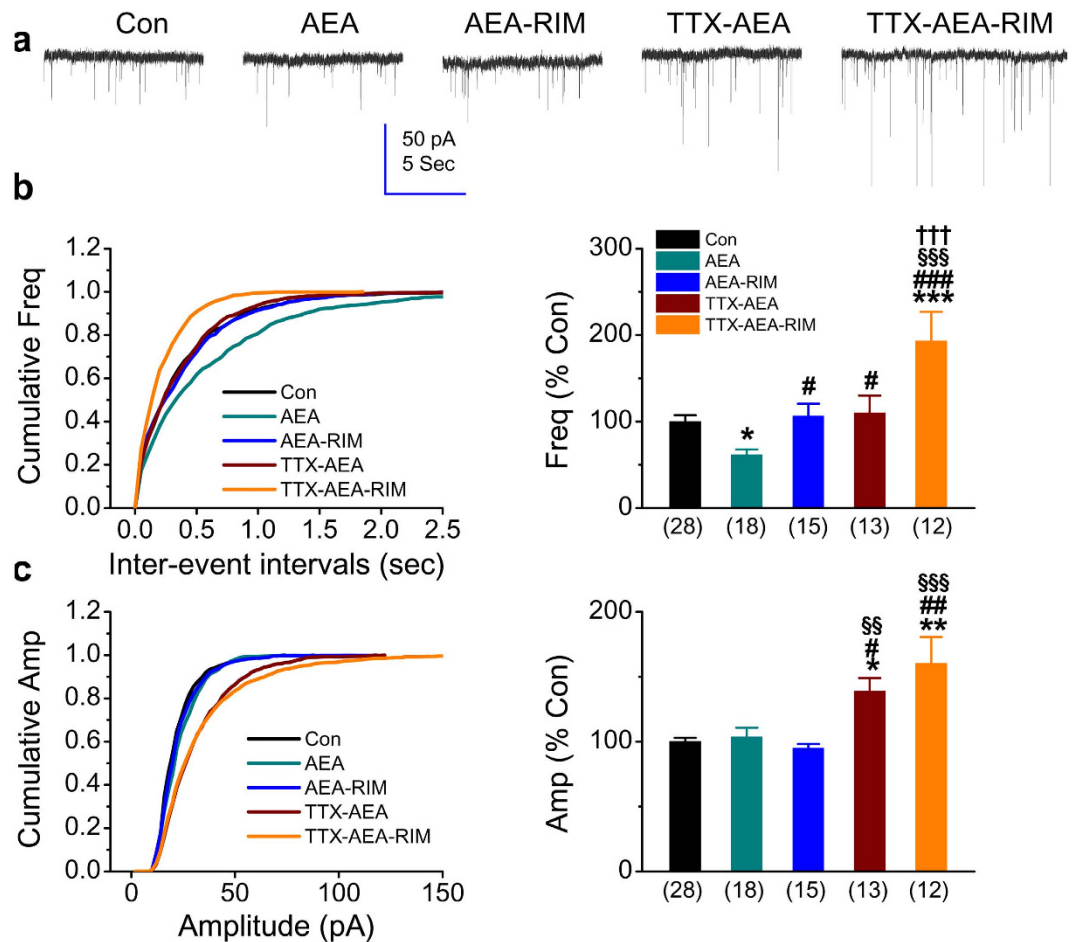 a
Con AEA AEA-RIM TTX-AEA TTX-AEA-RIM
50 pA
5 Sec
b
Cumulative Freq
1.2
1.0
0.8
0.6
0.4
0.2
0.0
Con
AEA
AEA-RIM
TTX-AEA
TTX-AEA-RIM
0.0 0.5 1.0 1.5 2.0 2.5
Inter-event intervals (sec)
Freq (% Con)
300
200
100
0
Con
AEA
AEA-RIM
TTX-AEA
TTX-AEA-RIM
*
#
#
†††
§§§
###
***
(28) (18) (15) (13) (12)
c
Cumulative Amp
1.2
1.0
0.8
0.6
0.4
0.2
0.0
Con
AEA
AEA-RIM
TTX-AEA
TTX-AEA-RIM
0 50 100 150
Amplitude (pA)
Amp (% Con)
200
100
0
§§
#
*
§§§
##
**
(28) (18) (15) (13) (12)